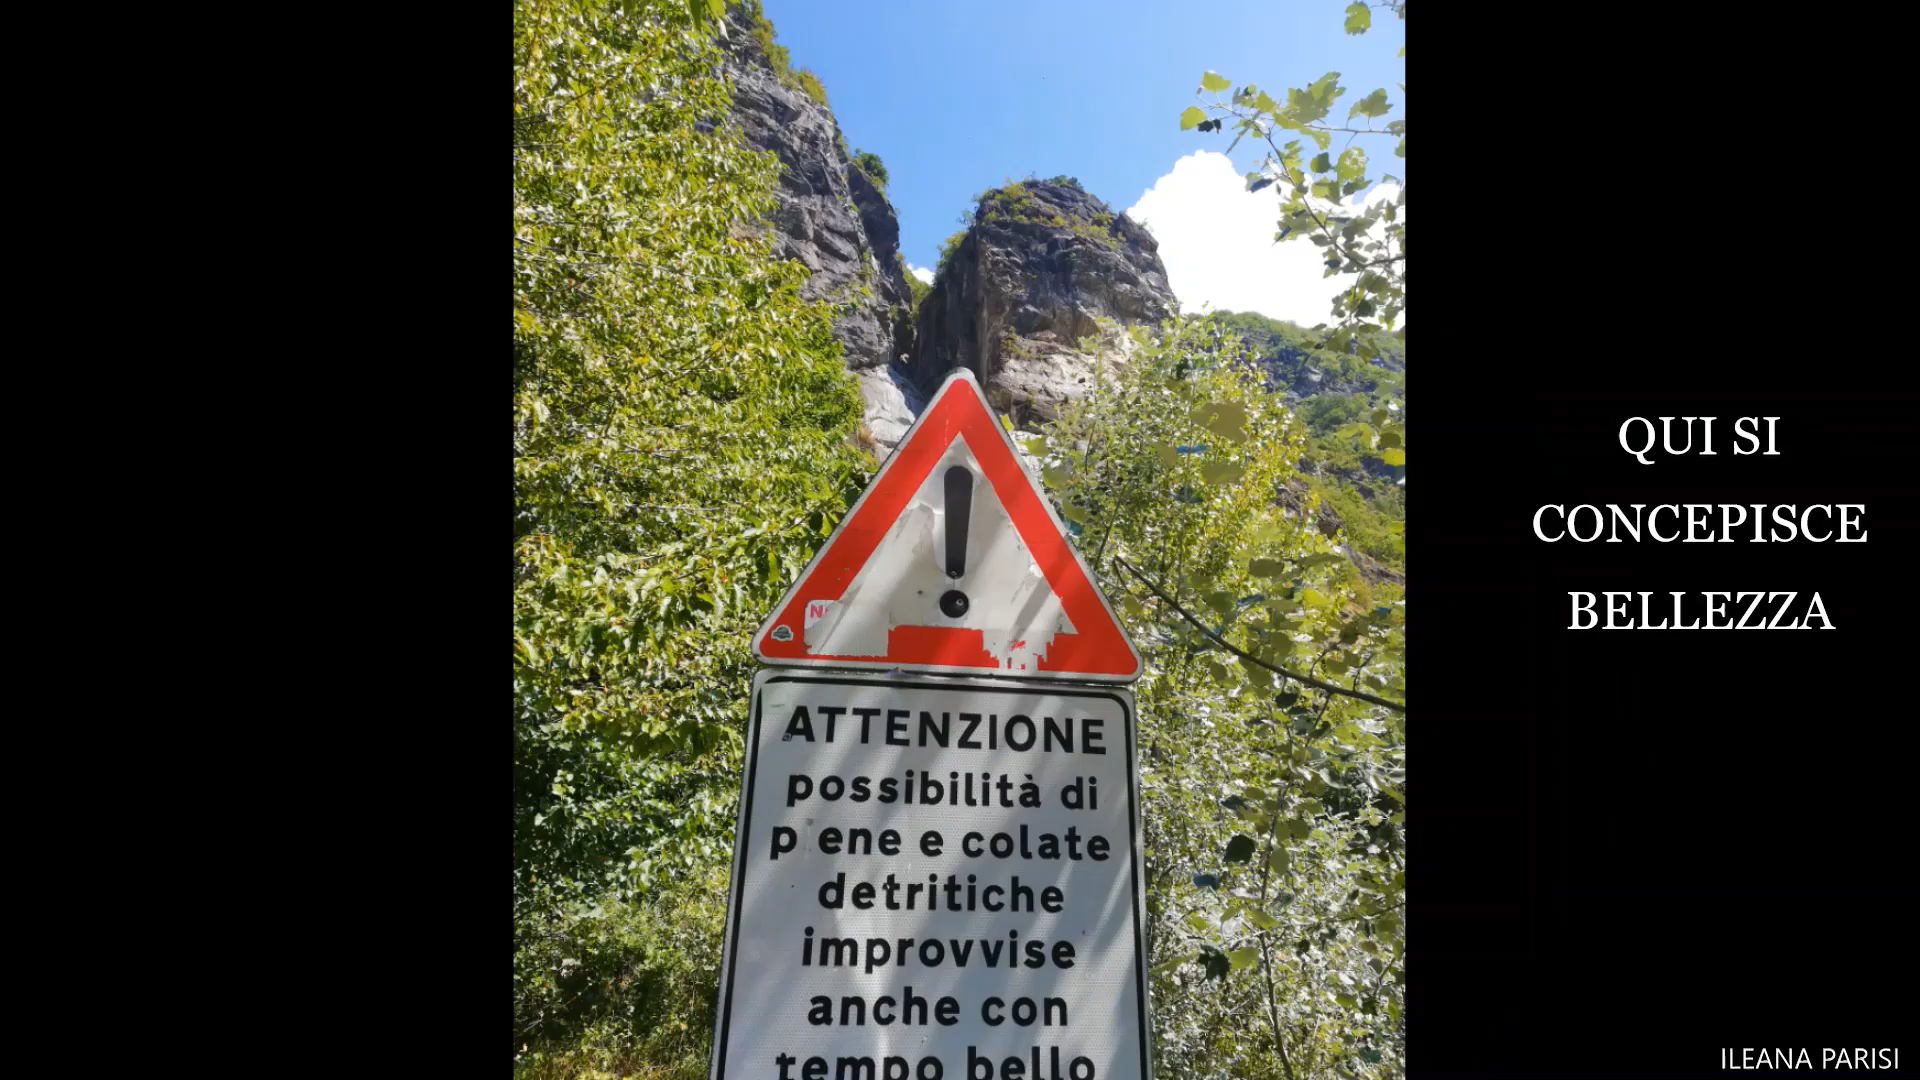 ATTENZIONE
possibilità di
p ene e colate
detritiche
improvvise
anche con
tempo bello
QUI SI
CONCEPISCE
BELLEZZA
ILEANA PARISI